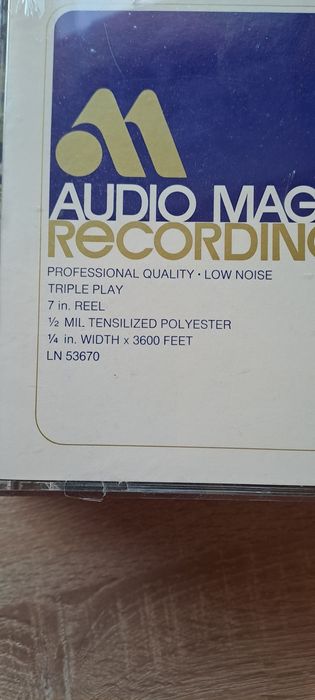 AUDIO MAG
RECORDING
PROFESSIONAL QUALITY · LOW NOISE
TRIPLE PLAY
7 in. REEL
½ MIL. TENSILIZED POLYESTER
¼ in. WIDTH x 3600 FEET
LN 53670